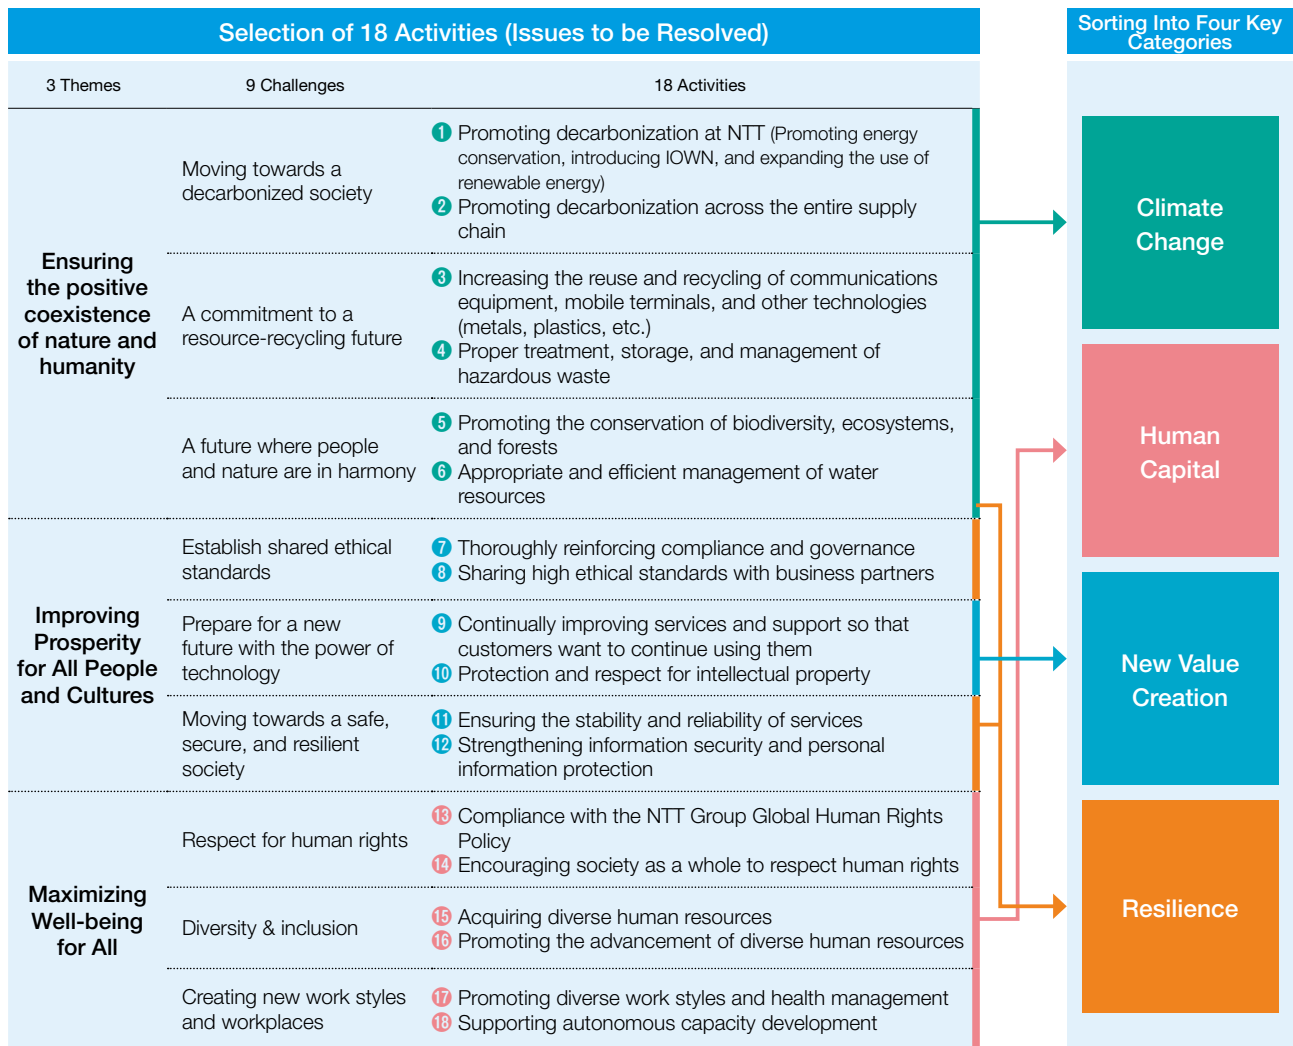 Selection of 18 Activities (Issues to be Resolved)
Sorting Into Four Key
Categories
3 Themes
9 Challenges
18 Activities
Ensuring
the positive
coexistence
of nature and
humanity
Moving towards a
decarbonized society
1 Promoting decarbonization at NTT (Promoting energy
conservation, introducing IOWN, and expanding the use of
renewable energy)
2 Promoting decarbonization across the entire supply
chain
A commitment to a
resource-recycling future
3 Increasing the reuse and recycling of communications
equipment, mobile terminals, and other technologies
(metals, plastics, etc.)
4 Proper treatment, storage, and management of
hazardous waste
A future where people
and nature are in harmony
5 Promoting the conservation of biodiversity, ecosystems,
and forests
6 Appropriate and efficient management of water
resources
Improving
Prosperity
for All People
and Cultures
Establish shared ethical
standards
7 Thoroughly reinforcing compliance and governance
8 Sharing high ethical standards with business partners
Prepare for a new
future with the power of
technology
9 Continually improving services and support so that
customers want to continue using them
10 Protection and respect for intellectual property
Moving towards a safe,
secure, and resilient
society
11 Ensuring the stability and reliability of services
12 Strengthening information security and personal
information protection
Maximizing
Well-being
for All
Respect for human rights
13 Compliance with the NTT Group Global Human Rights
Policy
14 Encouraging society as a whole to respect human rights
Diversity & inclusion
15 Acquiring diverse human resources
16 Promoting the advancement of diverse human resources
Creating new work styles
and workplaces
17 Promoting diverse work styles and health management
18 Supporting autonomous capacity development
Climate
Change
Human
Capital
New Value
Creation
Resilience